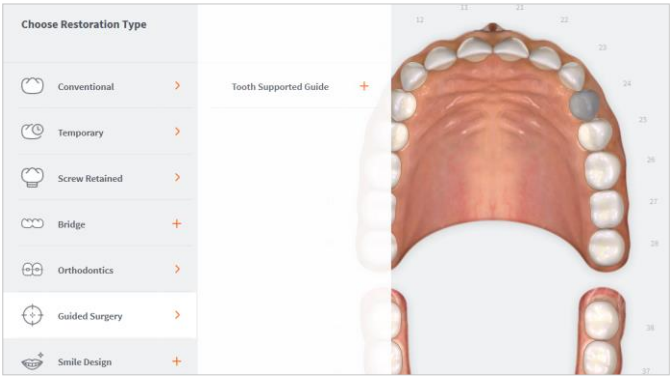 Choose Restoration Type
Conventional
Temporary
Screw Retained
Bridge
Orthodontics
Guided Surgery
Smile Design
Tooth Supported Guide
12
11
21
22
23
24
25
26
27
28
38
37